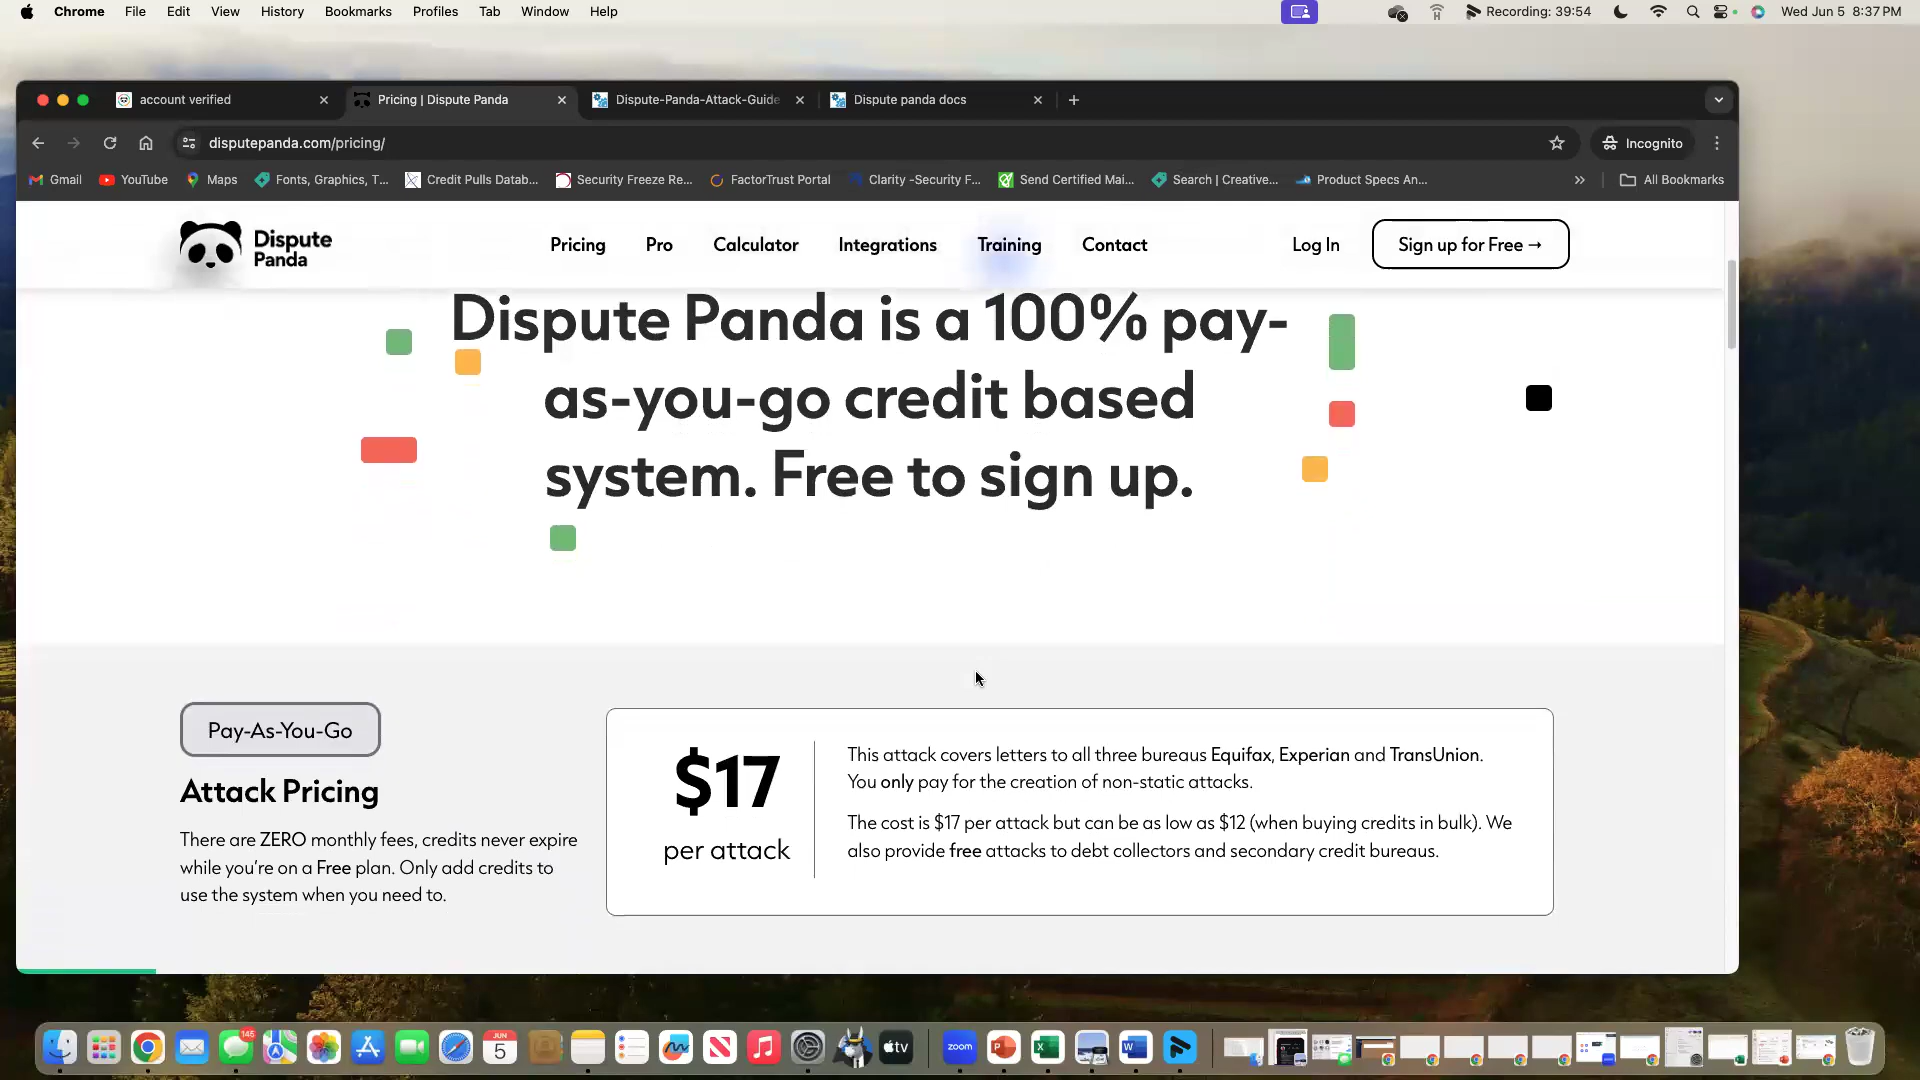 Chrome File Edit View History Bookmarks Profiles Tab Window Help
Recording: 39:54
Wed Jun 5 8:37 PM
account verified
Pricing | Dispute Panda
Dispute-Panda-Attack-Guide
Dispute panda docs
disputepanda.com/pricing/
Incognito
Gmail
YouTube
Maps
Fonts, Graphics, T...
Credit Pulls Datab...
Security Freeze Re...
FactorTrust Portal
Clarity -Security F...
Send Certified Mai...
Search | Creative...
Product Specs An...
All Bookmarks
Dispute
Panda
Pricing
Pro
Calculator
Integrations
Training
Contact
Log In
Sign up for Free →
Dispute Panda is a 100% pay-
as-you-go credit based
system. Free to sign up.
Pay-As-You-Go
Attack Pricing
There are ZERO monthly fees, credits never expire
while you're on a Free plan. Only add credits to
use the system when you need to.
$17
per attack
This attack covers letters to all three bureaus Equifax, Experian and TransUnion.
You only pay for the creation of non-static attacks.
The cost is $17 per attack but can be as low as $12 (when buying credits in bulk). We
also provide free attacks to debt collectors and secondary credit bureaus.
145
JUN
5
tv
zoom